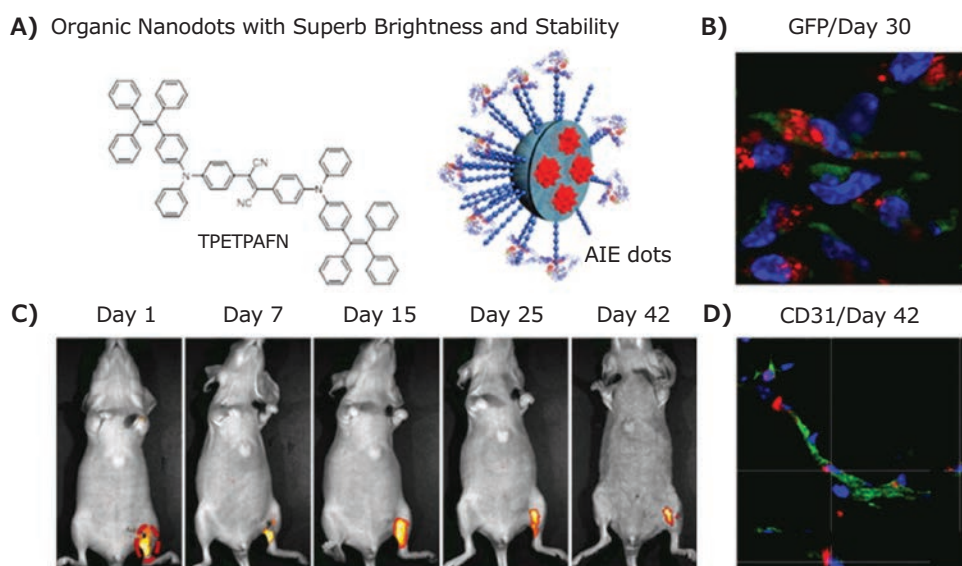 A) Organic Nanodots with Superb Brightness and Stability
B) GFP/Day 30
CN
N
NC
N
TPETPAFN
AIE dots
C) Day 1 Day 7 Day 15 Day 25 Day 42
D) CD31/Day 42